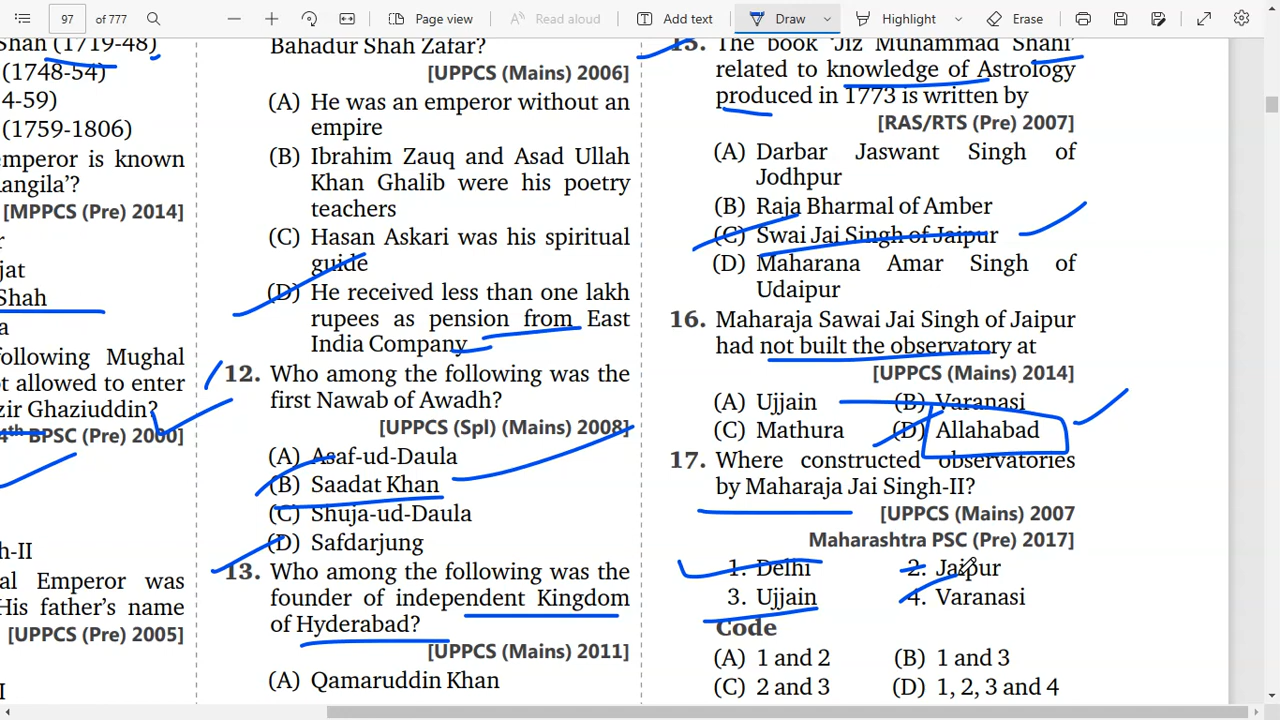 97
of 777
Page view
Read aloud
Add text
Draw
Highlight
Erase
Shah (1719-48)
(1748-54)
4-59)
(1759-1806)
emperor is known
angila'?
[MPPCS (Pre) 2014]
r
jat
Shah
a
following Mughal
ot allowed to enter
zir Ghaziuddin?
4th BPSC (Pre) 2000]
h-II
al Emperor was
His father's name
[UPPCS (Pre) 2005]
I
Bahadur Shah Zafar?
[UPPCS (Mains) 2006]
(A) He was an emperor without an
empire
(B) Ibrahim Zauq and Asad Ullah
Khan Ghalib were his poetry
teachers
(C) Hasan Askari was his spiritual
guide
(D) He received less than one lakh
rupees as pension from East
India Company
12. Who among the following was the
first Nawab of Awadh?
[UPPCS (Spl) (Mains) 2008]
(A) Asaf-ud-Daula
(B) Saadat Khan
(C) Shuja-ud-Daula
(D) Safdarjung
13. Who among the following was the
founder of independent Kingdom
of Hyderabad?
[UPPCS (Mains) 2011]
(A) Qamaruddin Khan
15. The book 'Jiz Muhammad Shahi'
related to knowledge of Astrology
produced in 1773 is written by
[RAS/RTS (Pre) 2007]
(A) Darbar Jaswant Singh of
Jodhpur
(B) Raja Bharmal of Amber
(C) Swai Jai Singh of Jaipur
(D) Maharana Amar Singh of
Udaipur
16. Maharaja Sawai Jai Singh of Jaipur
had not built the observatory at
[UPPCS (Mains) 2014]
(A) Ujjain (B) Varanasi
(C) Mathura (D) Allahabad
17. Where constructed observatories
by Maharaja Jai Singh-II?
[UPPCS (Mains) 2007
Maharashtra PSC (Pre) 2017]
1. Delhi 2. Jaipur
3. Ujjain 4. Varanasi
Code
(A) 1 and 2 (B) 1 and 3
(C) 2 and 3 (D) 1, 2, 3 and 4